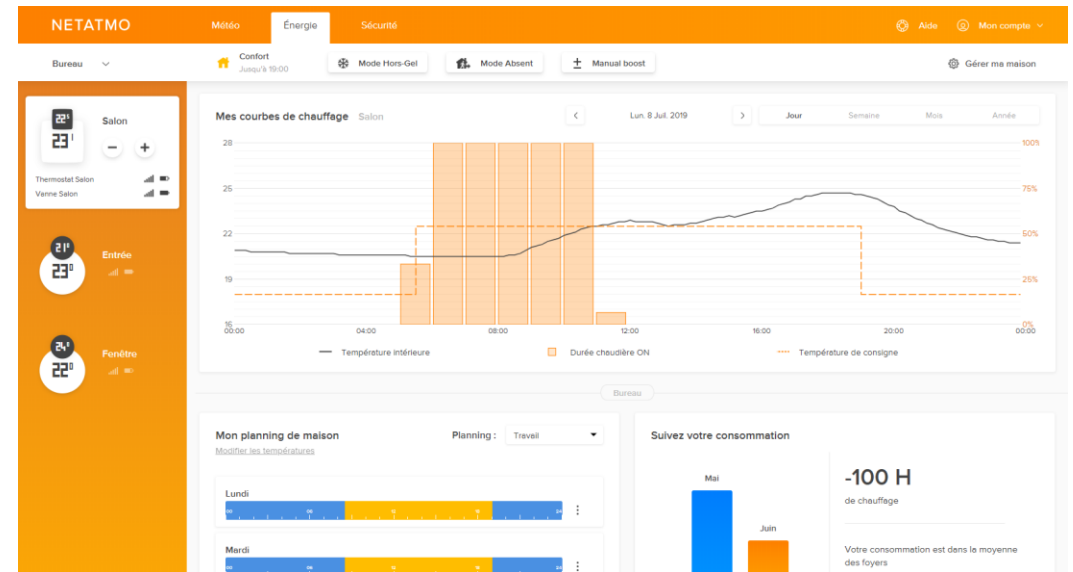 NETATMO
Météo
Énergie
Sécurité
Aide
Mon compte
Bureau
Confort
Jusqu'à 19:00
Mode Hors-Gel
Mode Absent
Manual boost
Gérer ma maison
Salon
Thermostat Salon
Vanne Salon
Entrée
23°
Fenêtre
22°
Mes courbes de chauffage Salon
Lun. 8 Juil. 2019
Jour
Semaine
Mois
Année
28
25
22
19
16
100%
75%
50%
25%
0%
00:00
04:00
08:00
12:00
16:00
20:00
00:00
Température intérieure
Durée chaudière ON
Température de consigne
Bureau
Mon planning de maison
Planning :
Travail
Modifier les températures
Lundi
Mardi
Suivez votre consommation
Mai
Juin
-100 H
de chauffage
Votre consommation est dans la moyenne
des foyers